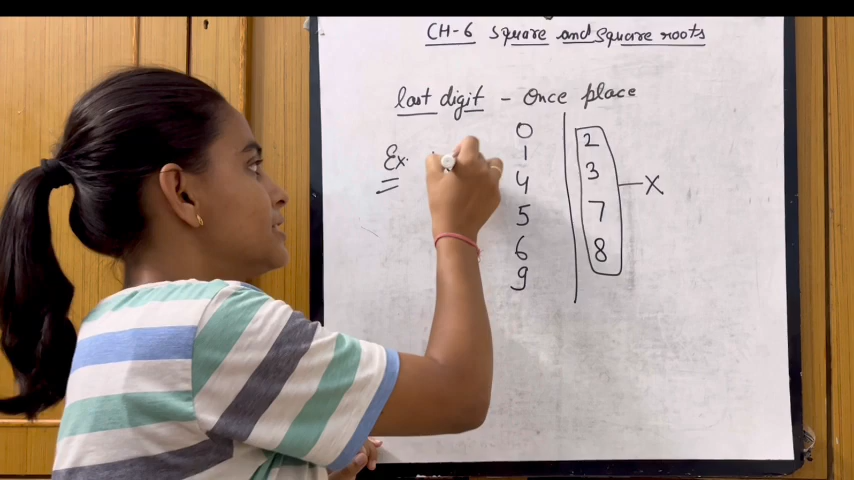 CH-6 Square and Square roots
last digit - Once place
Ex.
0
1
4
5
6
9
2
3
7
8
X